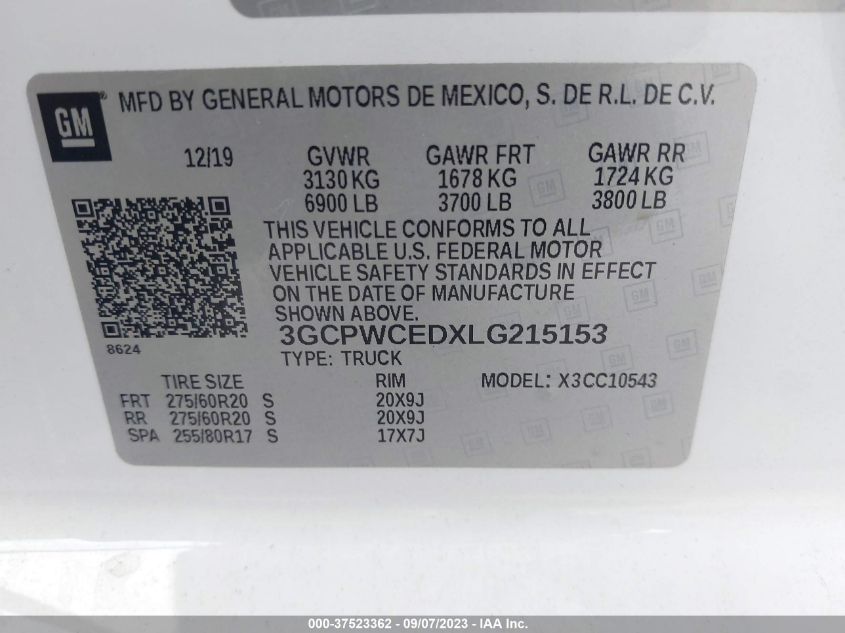 GM
MFD BY GENERAL MOTORS DE MEXICO, S. DE R.L. DE C.V.
12/19 GVWR GAWR FRT GAWR RR
3130 KG 1678 KG 1724 KG
6900 LB 3700 LB 3800 LB
THIS VEHICLE CONFORMS TO ALL
APPLICABLE U.S. FEDERAL MOTOR
VEHICLE SAFETY STANDARDS IN EFFECT
ON THE DATE OF MANUFACTURE
SHOWN ABOVE.
3GCPWCEDXLG215153
8624
TYPE: TRUCK
TIRE SIZE RIM MODEL: X3CC10543
FRT 275/60R20 S 20X9J
RR 275/60R20 S 20X9J
SPA 255/80R17 S 17X7J
000-37523362 - 09/07/2023 - IAA Inc.